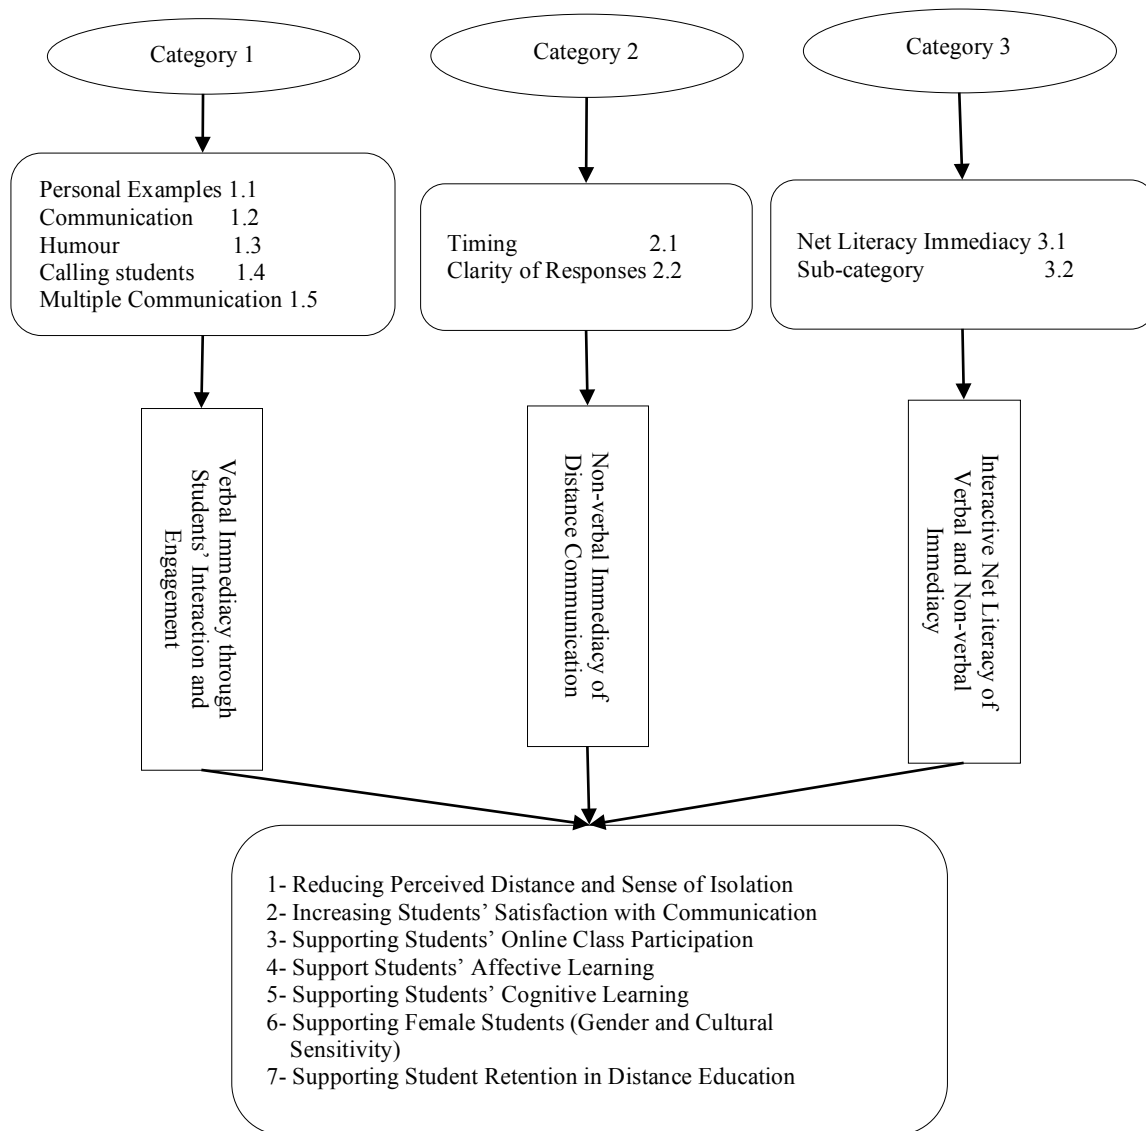 Category 1
Category 2
Category 3
Personal Examples 1.1
Communication 1.2
Humour 1.3
Calling students 1.4
Multiple Communication 1.5
Timing 2.1
Clarity of Responses 2.2
Net Literacy Immediacy 3.1
Sub-category 3.2
Verbal Immediacy through
Students’ Interaction and
Engagement
Non-verbal Immediacy of
Distance Communication
Interactive Net Literacy of
Verbal and Non-verbal
Immediacy
1- Reducing Perceived Distance and Sense of Isolation
2- Increasing Students’ Satisfaction with Communication
3- Supporting Students’ Online Class Participation
4- Support Students’ Affective Learning
5- Supporting Students’ Cognitive Learning
6- Supporting Female Students (Gender and Cultural
Sensitivity)
7- Supporting Student Retention in Distance Education